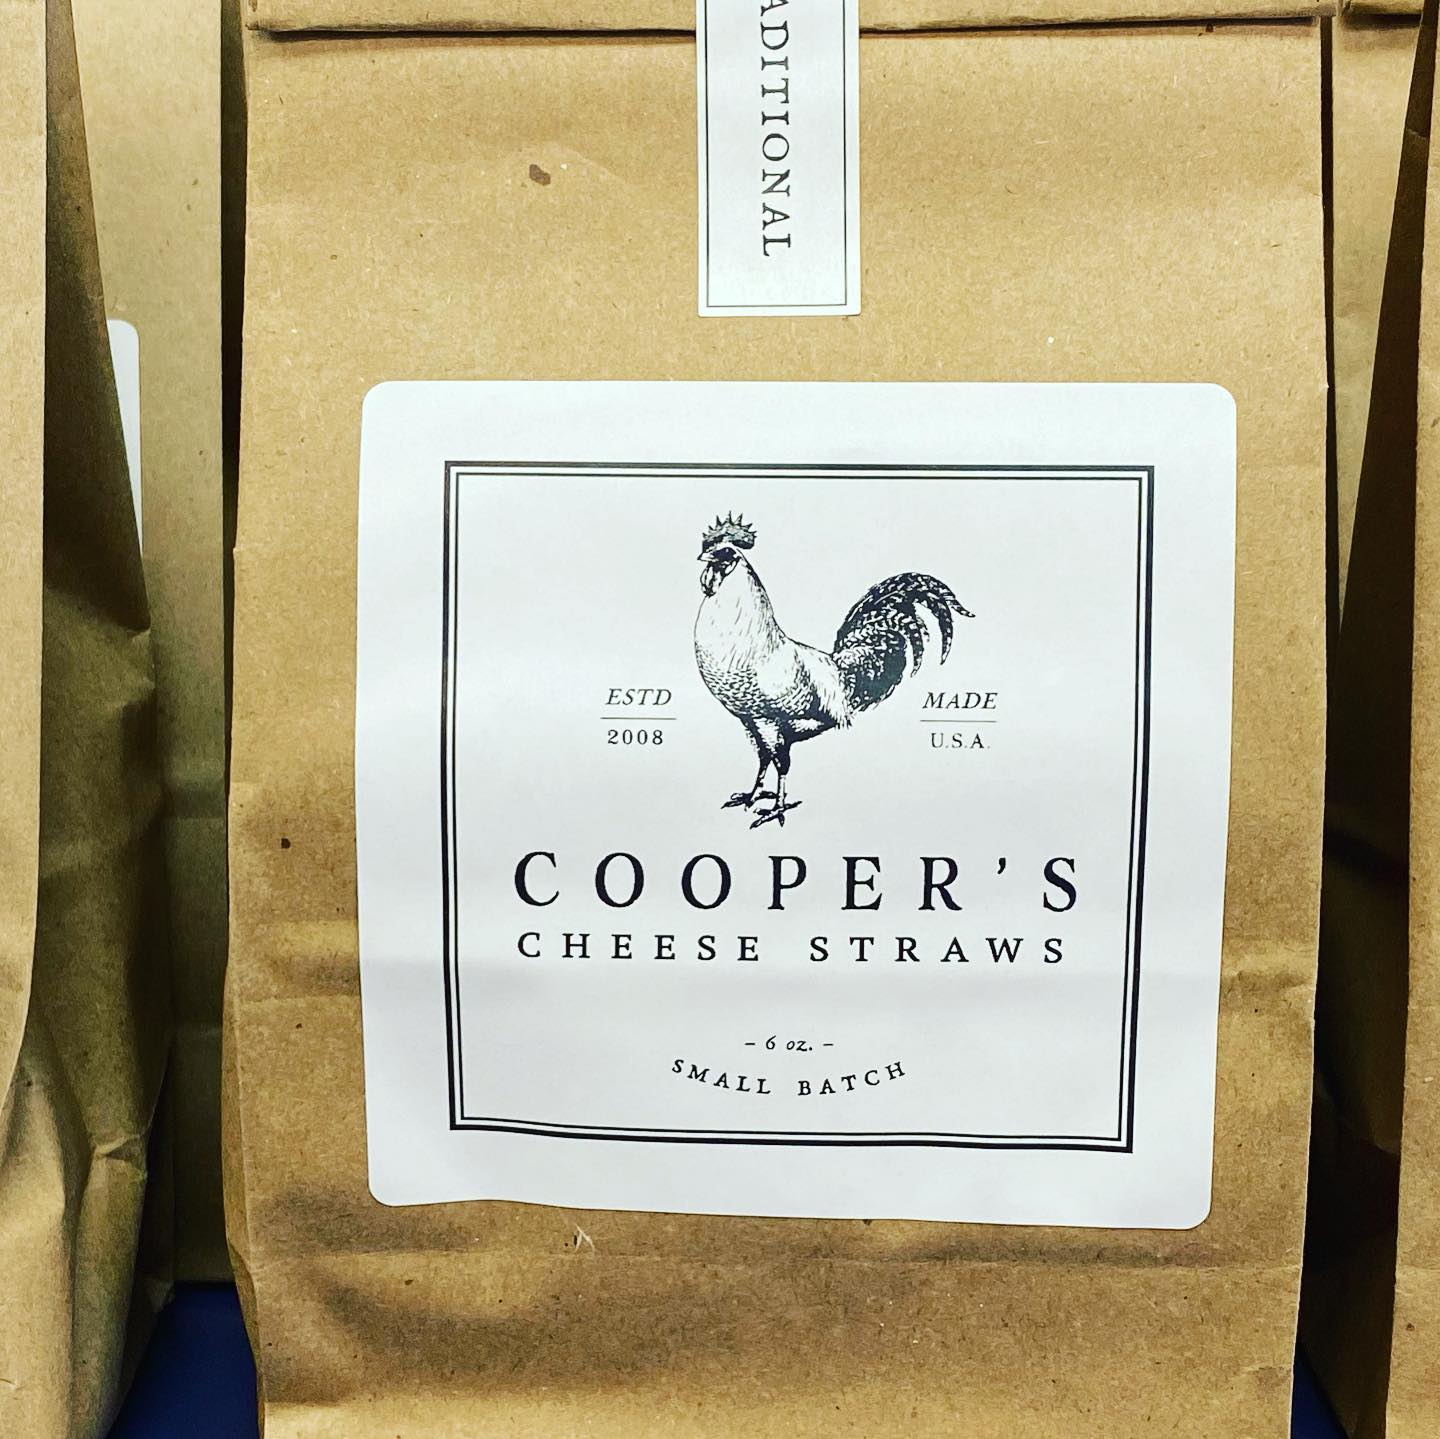 ADITIONAL
ESTD
2008
MADE
U.S.A.
COOPER'S
CHEESE STRAWS
- 6 oz. -
SMALL BATCH